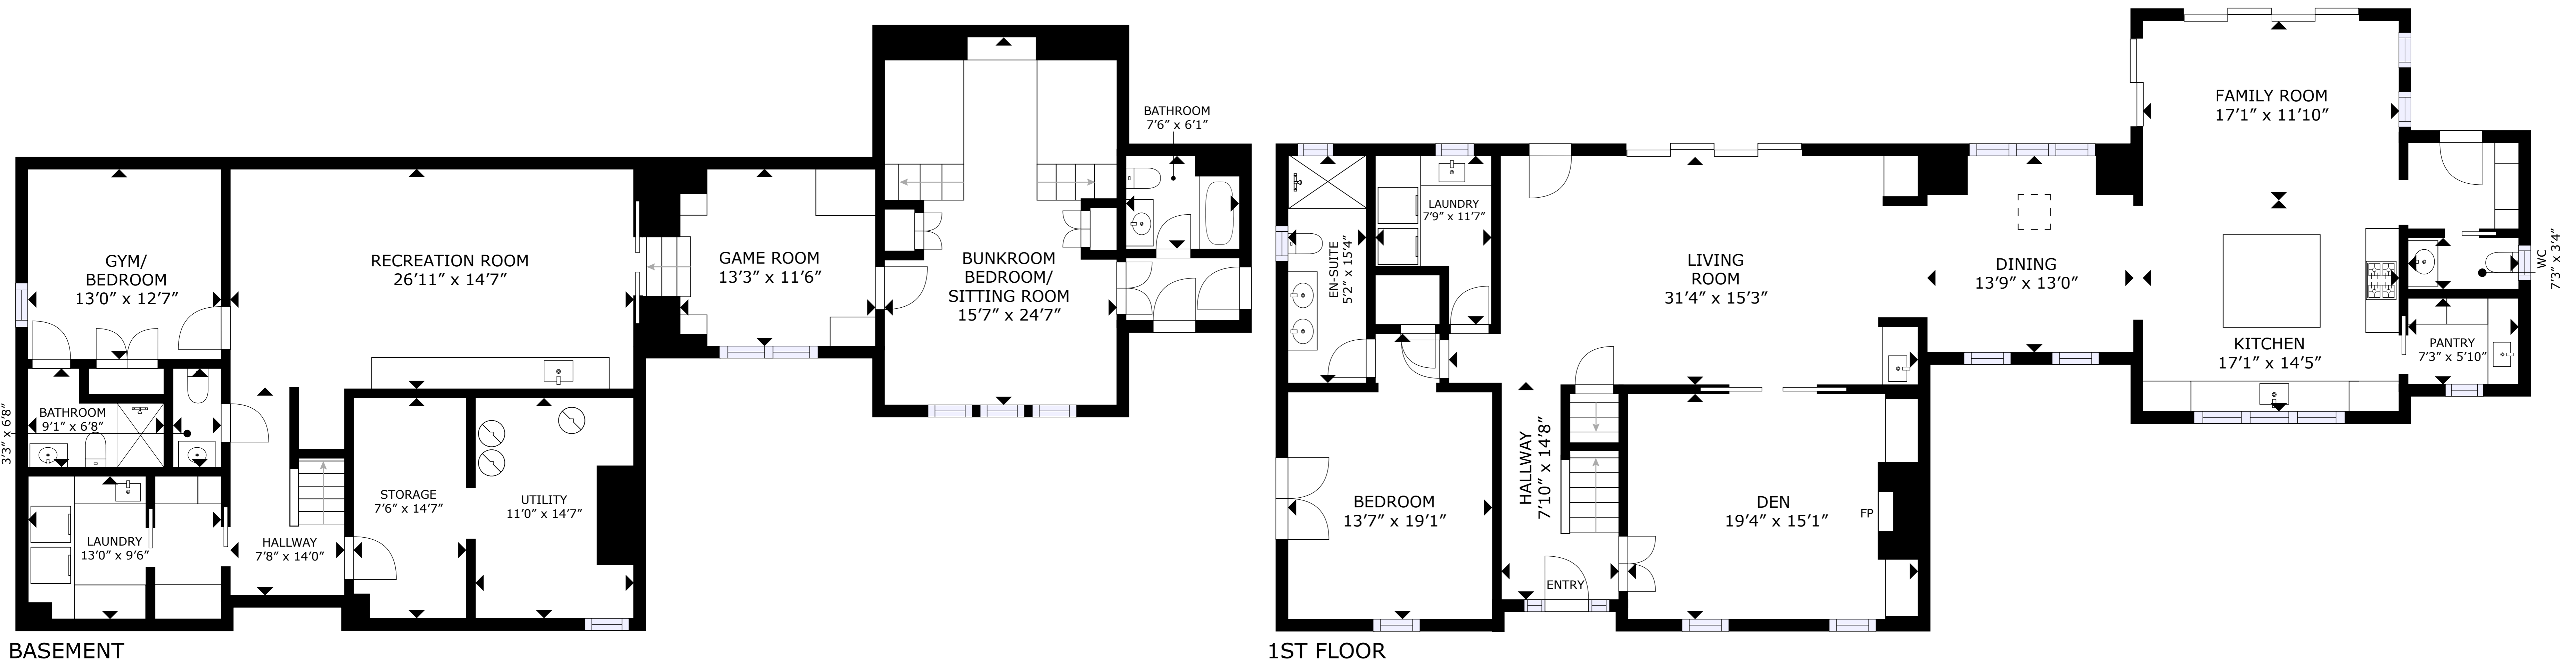 GYM/
BEDROOM
13'0" x 12'7"
RECREATION ROOM
26'11" x 14'7"
GAME ROOM
13'3" x 11'6"
BUNKROOM
BEDROOM/
SITTING ROOM
15'7" x 24'7"
BATHROOM
7'6" x 6'1"
BATHROOM
9'1" x 6'8"
3'3" x 6'8"
LAUNDRY
13'0" x 9'6"
HALLWAY
7'8" x 14'0"
STORAGE
7'6" x 14'7"
UTILITY
11'0" x 14'7"
BASEMENT
EN-SUITE
5'2" x 15'4"
LAUNDRY
7'9" x 11'7"
LIVING
ROOM
31'4" x 15'3"
DINING
13'9" x 13'0"
FAMILY ROOM
17'1" x 11'10"
KITCHEN
17'1" x 14'5"
WC
7'3" x 3'4"
PANTRY
7'3" x 5'10"
BEDROOM
13'7" x 19'1"
HALLWAY
7'10" x 14'8"
ENTRY
DEN
19'4" x 15'1"
FP
1ST FLOOR